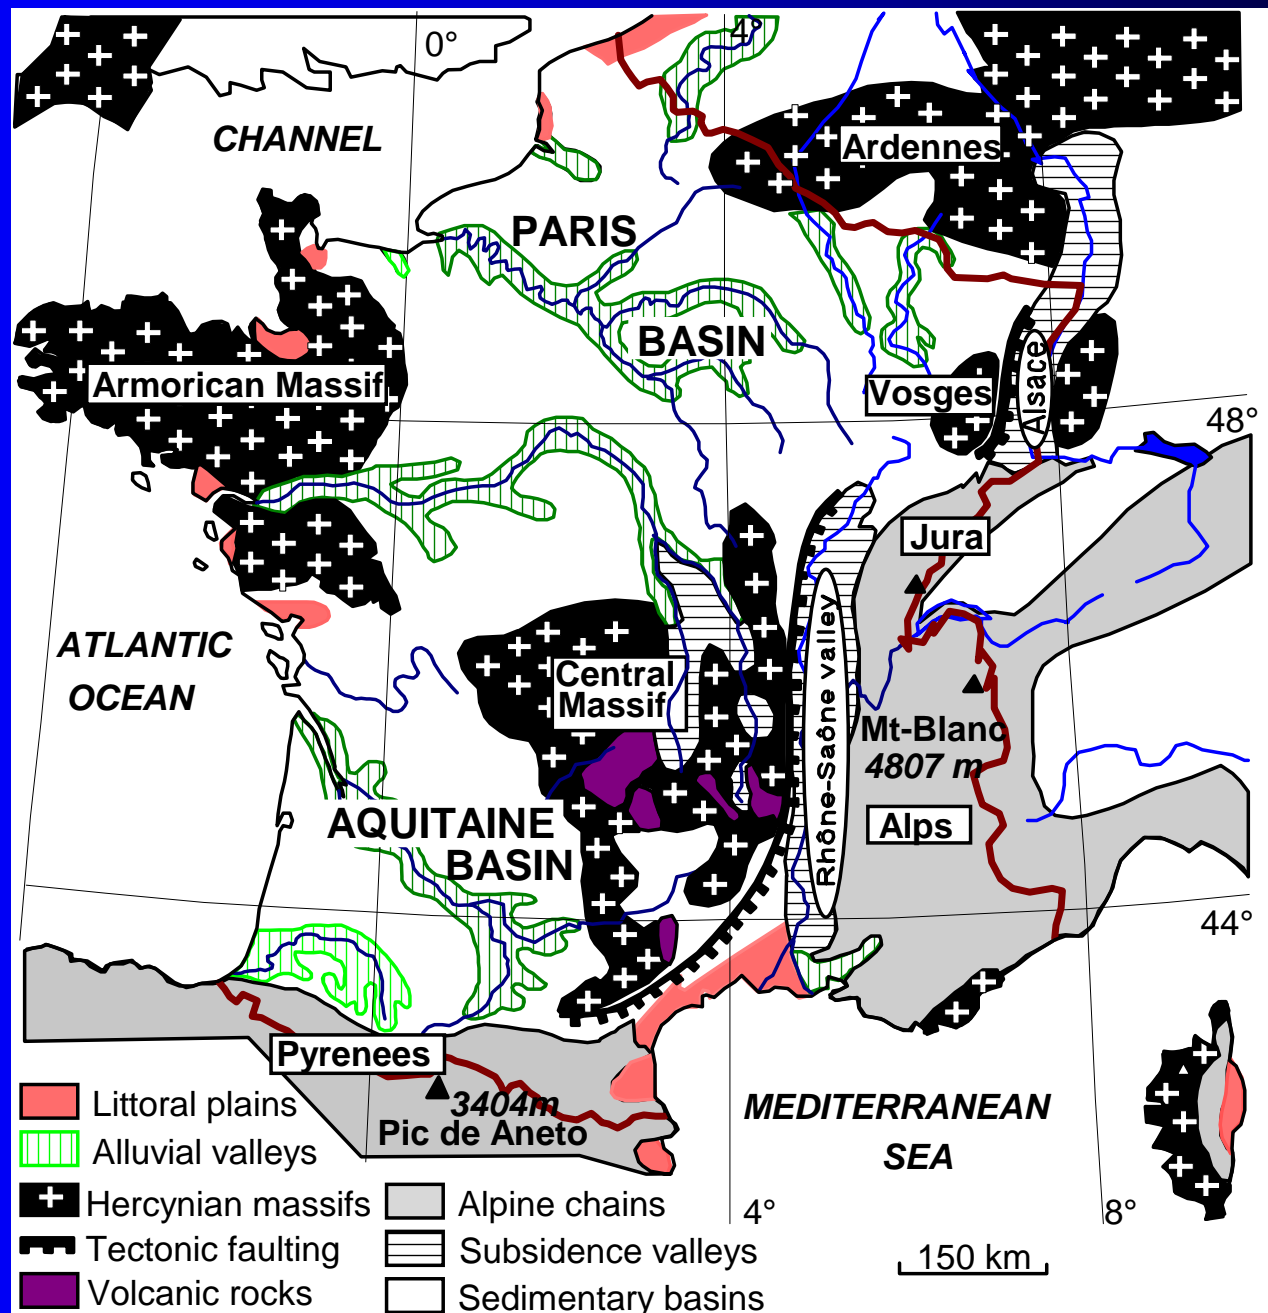 0°
4°
CHANNEL
Ardennes
PARIS
BASIN
Armorican Massif
Vosges
Alsace
48°
Jura
ATLANTIC
OCEAN
Central
Massif
Rhône-Saône valley
Mt-Blanc
4807 m
AQUITAINE
BASIN
Alps
44°
Pyrenees
3404m
Pic de Aneto
MEDITERRANEAN
SEA
4°
8°
Littoral plains
Alluvial valleys
Hercynian massifs
Tectonic faulting
Volcanic rocks
Alpine chains
Subsidence valleys
Sedimentary basins
150 km